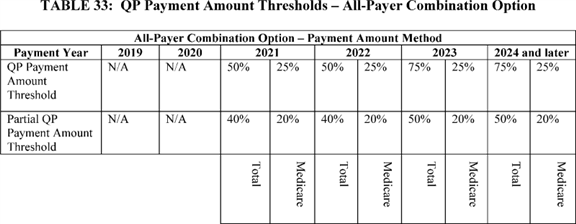 TABLE 33: QP Payment Amount Thresholds – All-Payer Combination Option
All-Payer Combination Option – Payment Amount Method
Payment Year 2019 2020 2021 2022 2023 2024 and later
QP Payment Amount Threshold N/A N/A 50% 25% 50% 25% 75% 25% 75% 25%
Partial QP Payment Amount Threshold N/A N/A 40% 20% 40% 20% 50% 20% 50% 20%
Total Medicare Total Medicare Total Medicare Total Medicare